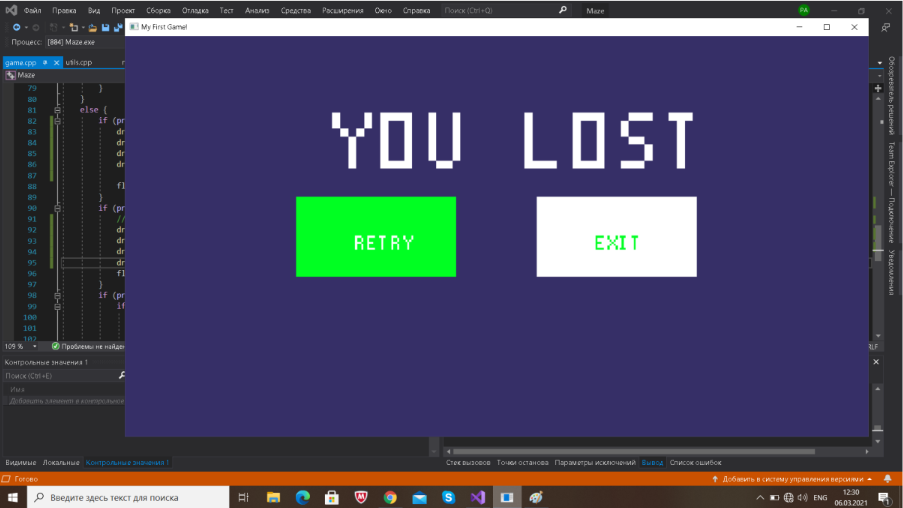 Файл Правка Вид Проект Сборка Отладка Тест Анализ Средства Расширения Окно Справка Поиск (Ctrl+Q) Maze PA
Процесс: [884] Maze.exe
My First Game!
game.cpp utils.cpp
Maze
79 }
80 }
81 else {
82 if (pr
83 dr
84 dr
85 dr
86 dr
87
88 fl
89 }
90 if (pr
91 //
92 dr
93 dr
94 dr
95 dr
96 fl
97 }
98 if (pr
99 if
100
101
102
YOU LOST
RETRY EXIT
Обозреватель решений
Team Explorer — Подключение
Уведомления
109 % Проблемы не найден
RLF
Контрольные значения 1
Поиск (Ctrl+E)
Имя
Добавить элемент в контрольное
Видимые Локальные Контрольные значения 1
Стек вызовов Точки останова Параметры исключений Вывод Список ошибок
Готово Добавить в систему управления версиями
Введите здесь текст для поиска
ENG 12:30
06.03.2021
1